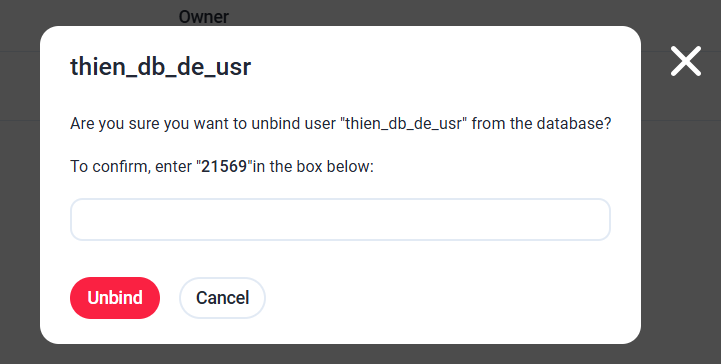 Owner
thien_db_de_usr
Are you sure you want to unbind user "thien_db_de_usr" from the database?
To confirm, enter "21569"in the box below:
Unbind
Cancel